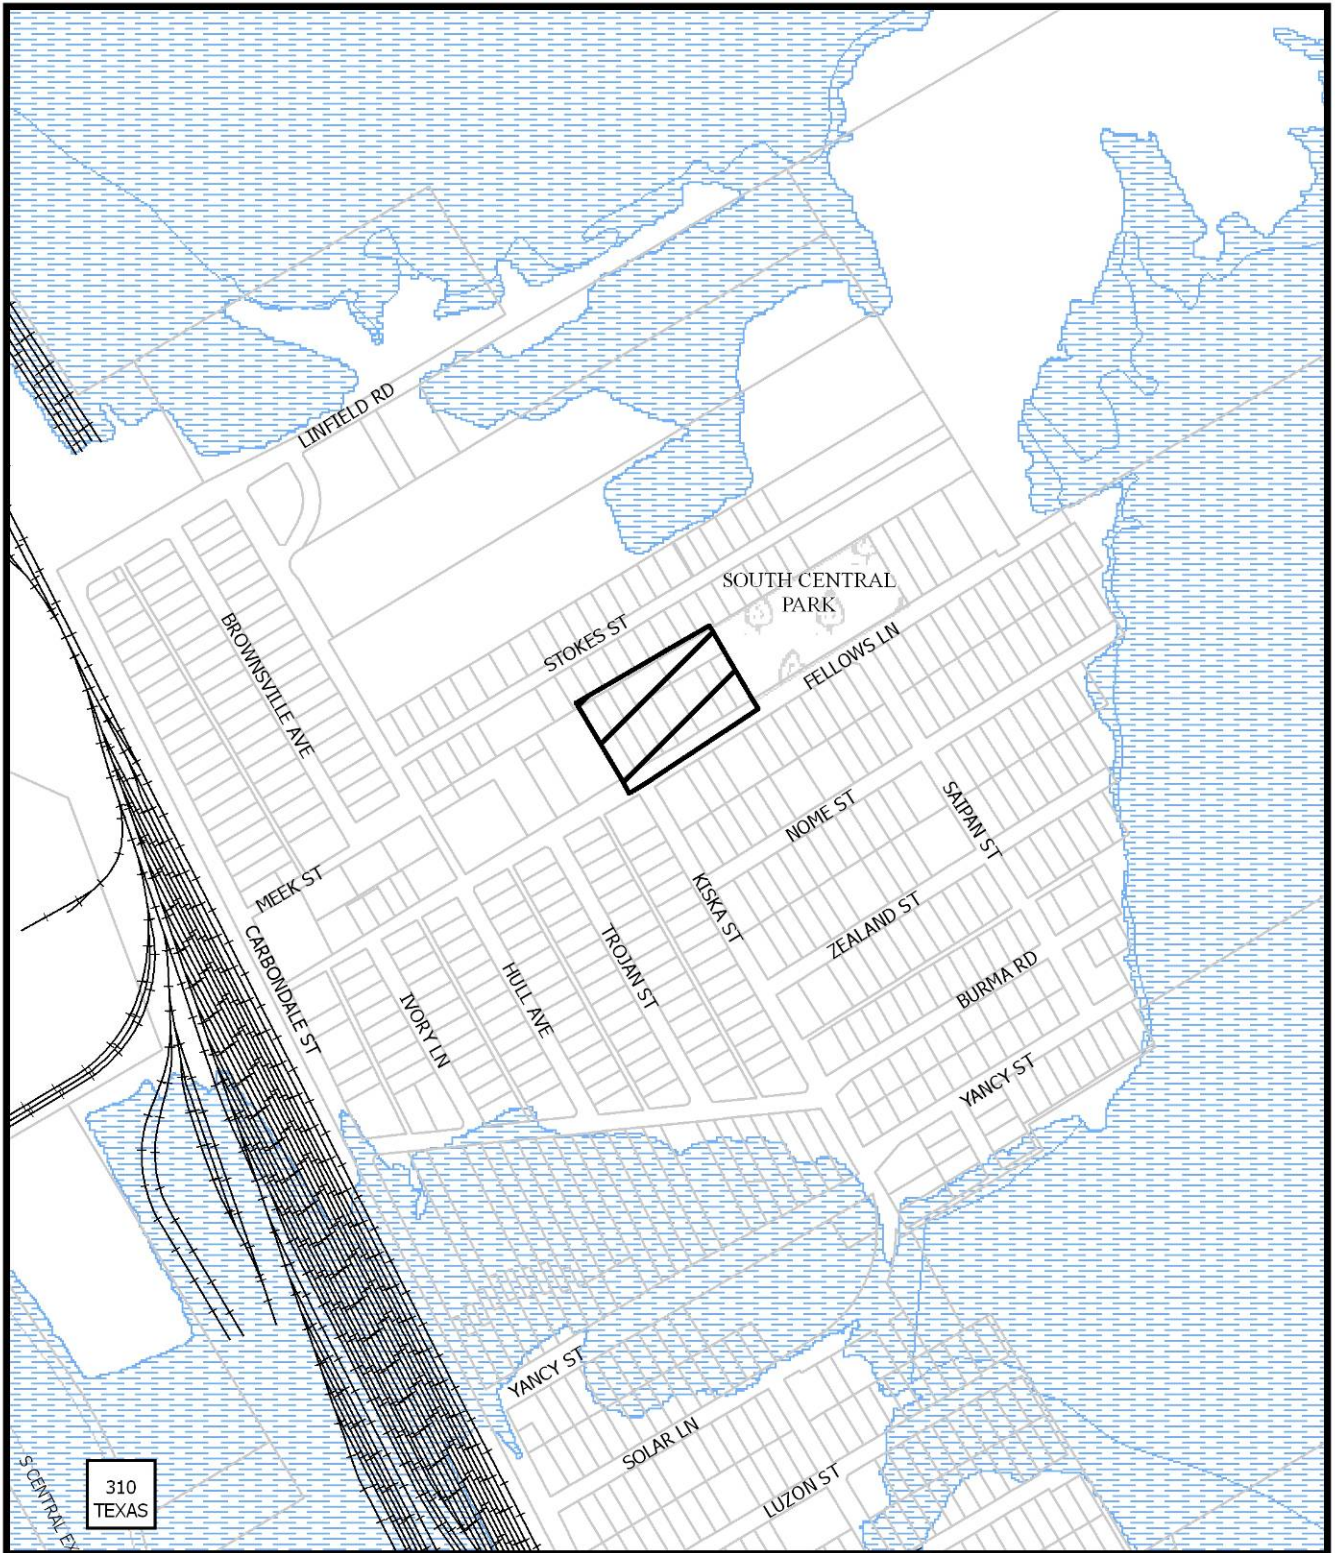 LINFIELD RD
SOUTH CENTRAL
PARK
STOKES ST
FELLOWS LN
BROWNSVILLE AVE
NOME ST
SAIPAN ST
MEEK ST
KISKA ST
ZEALAND ST
CARBONDALE ST
TROJAN ST
HULL AVE
IVORY LN
BURMA RD
YANCY ST
YANCY ST
SOLAR LN
LUZON ST
S CENTRAL EX
310
TEXAS